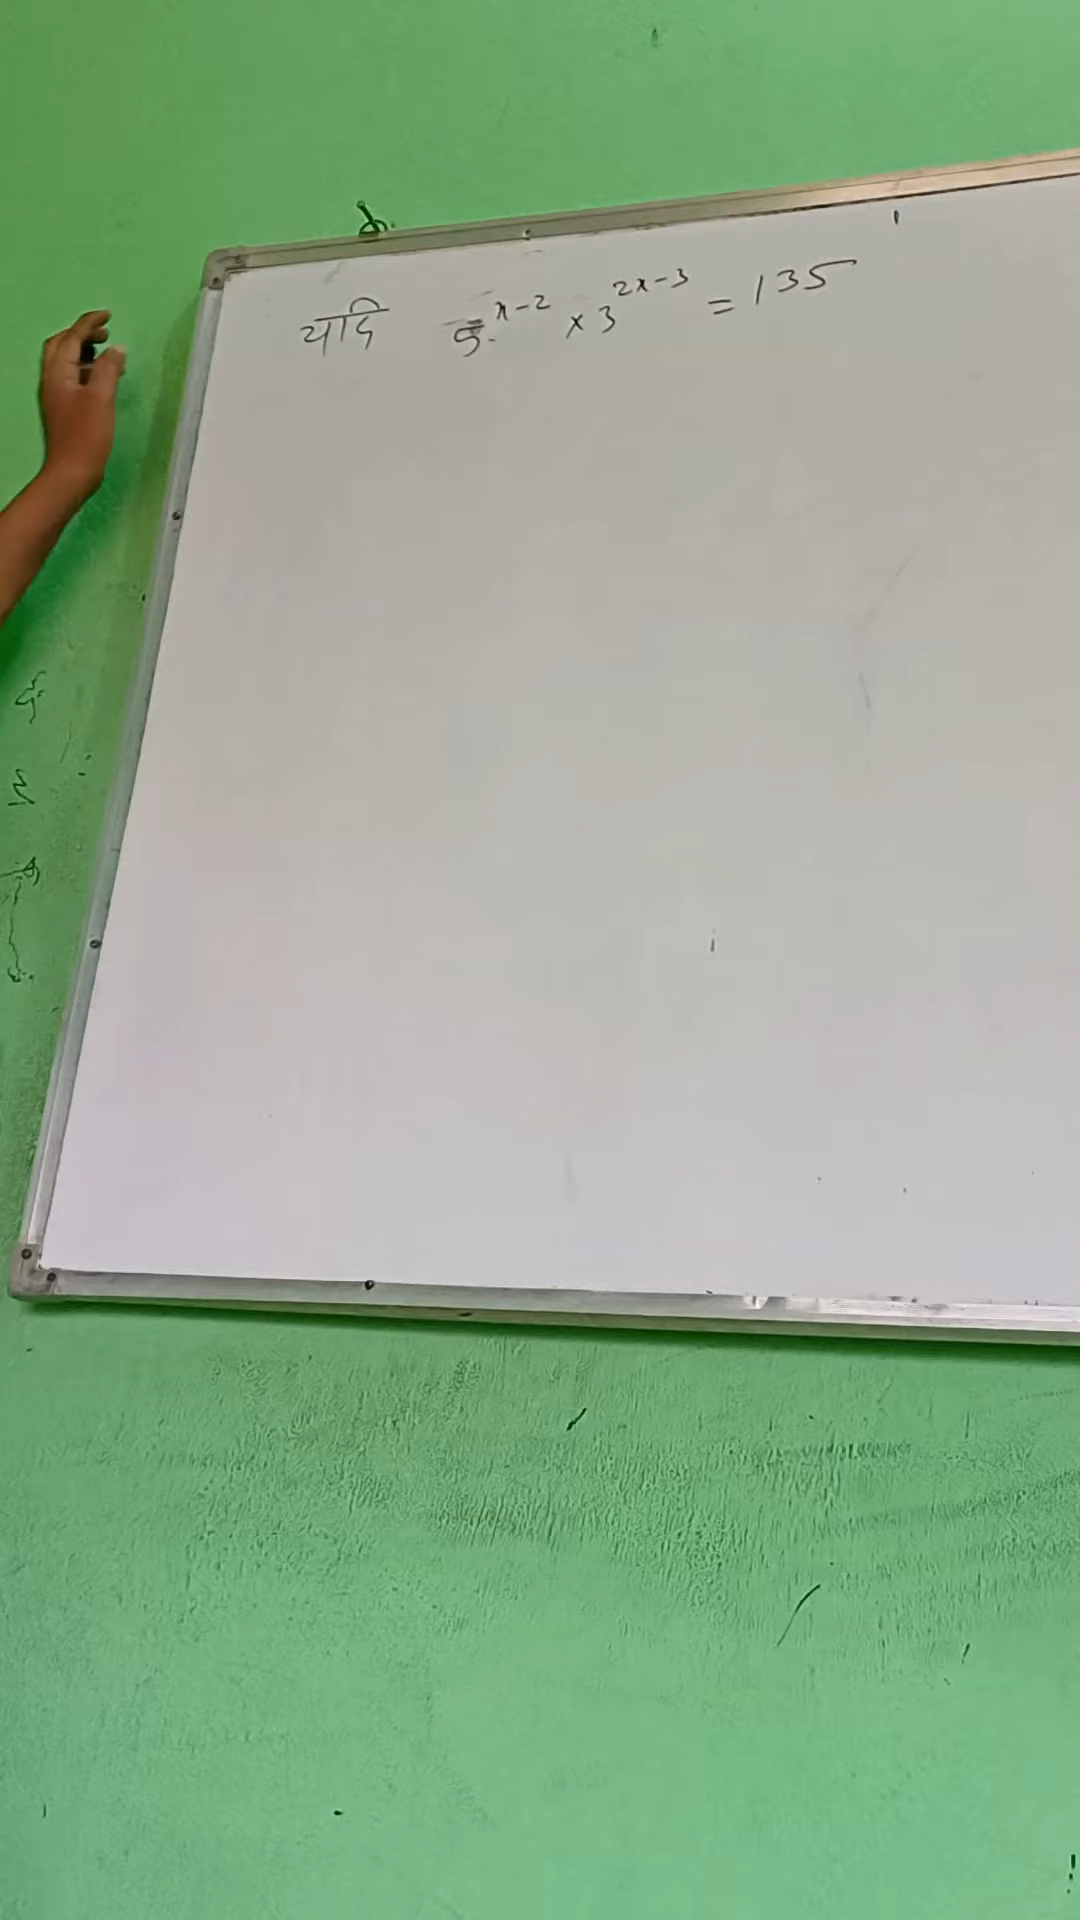 यदि 5^{x-2} × 3^{2x-3} = 135